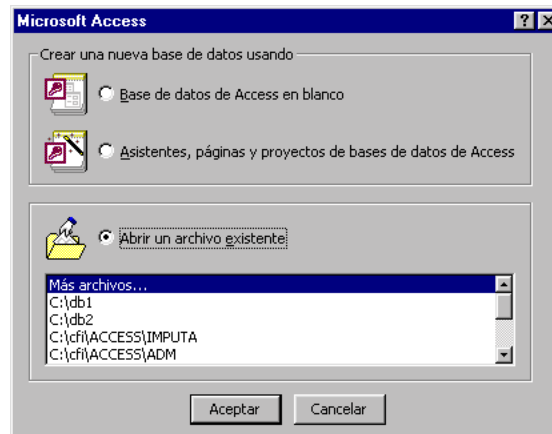 Microsoft Access
Crear una nueva base de datos usando
Base de datos de Access en blanco
Asistentes, páginas y proyectos de bases de datos de Access
Abrir un archivo existente
Más archivos...
C:\db1
C:\db2
C:\cfi\ACCESS\IMPUTA
C:\cfi\ACCESS\ADM
Aceptar Cancelar